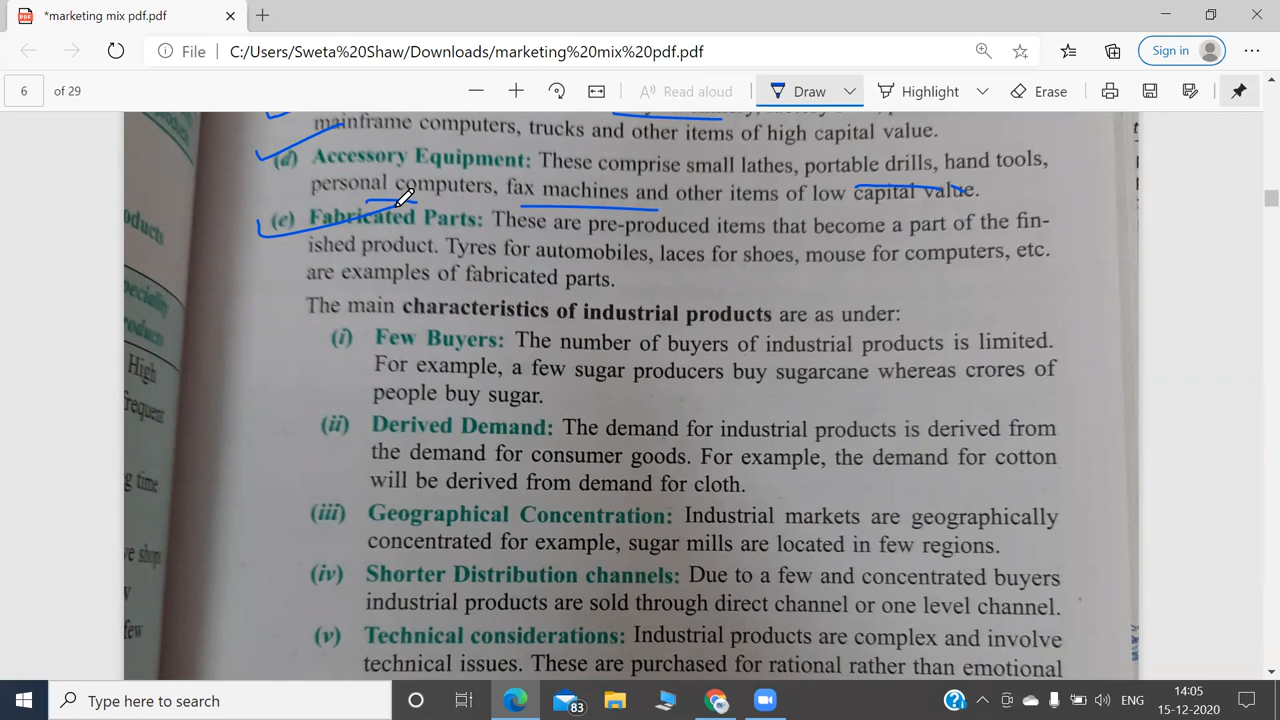 *marketing mix pdf.pdf
File C:/Users/Sweta%20Shaw/Downloads/marketing%20mix%20pdf.pdf
Sign in
6 of 29 Read aloud Draw Highlight Erase
mainframe computers, trucks and other items of high capital value.
(d) Accessory Equipment: These comprise small lathes, portable drills, hand tools,
personal computers, fax machines and other items of low capital value.
(e) Fabricated Parts: These are pre-produced items that become a part of the fin-
ished product. Tyres for automobiles, laces for shoes, mouse for computers, etc.
are examples of fabricated parts.
The main characteristics of industrial products are as under:
(i) Few Buyers: The number of buyers of industrial products is limited.
For example, a few sugar producers buy sugarcane whereas crores of
people buy sugar.
(ii) Derived Demand: The demand for industrial products is derived from
the demand for consumer goods. For example, the demand for cotton
will be derived from demand for cloth.
(iii) Geographical Concentration: Industrial markets are geographically
concentrated for example, sugar mills are located in few regions.
(iv) Shorter Distribution channels: Due to a few and concentrated buyers
industrial products are sold through direct channel or one level channel.
(v) Technical considerations: Industrial products are complex and involve
technical issues. These are purchased for rational rather than emotional
High
time
few
Type here to search
83
ENG
14:05
15-12-2020